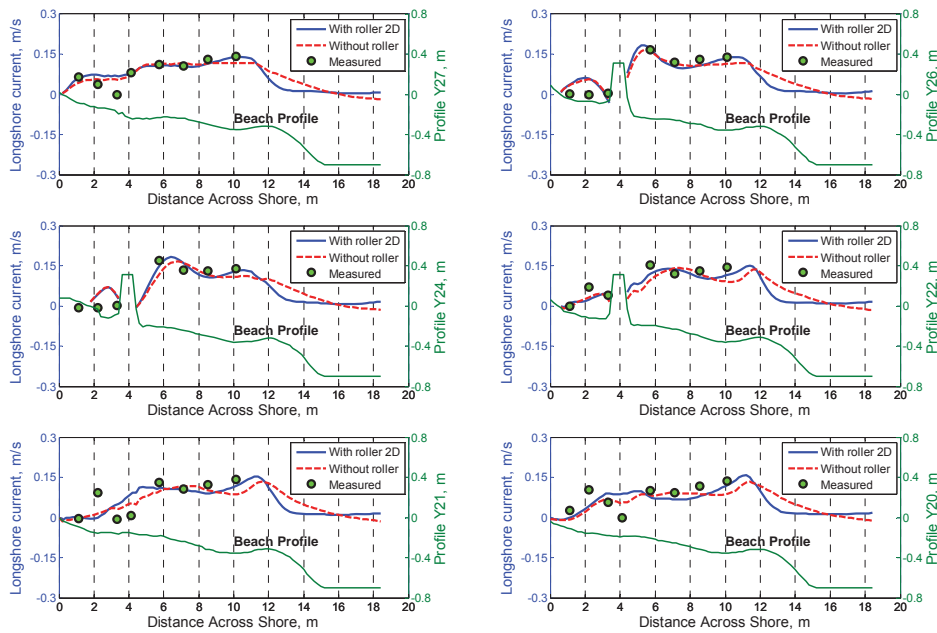 0.3
0.15
0
-0.15
-0.3
Longshore current, m/s
With roller 2D
Without roller
Measured
Beach Profile
0.8
0.4
0
-0.4
-0.8
Profile Y27, m
0 2 4 6 8 10 12 14 16 18 20
Distance Across Shore, m
0.3
0.15
0
-0.15
-0.3
Longshore current, m/s
With roller 2D
Without roller
Measured
Beach Profile
0.8
0.4
0
-0.4
-0.8
Profile Y26, m
0 2 4 6 8 10 12 14 16 18 20
Distance Across Shore, m
0.3
0.15
0
-0.15
-0.3
Longshore current, m/s
With roller 2D
Without roller
Measured
Beach Profile
0.8
0.4
0
-0.4
-0.8
Profile Y24, m
0 2 4 6 8 10 12 14 16 18 20
Distance Across Shore, m
0.3
0.15
0
-0.15
-0.3
Longshore current, m/s
With roller 2D
Without roller
Measured
Beach Profile
0.8
0.4
0
-0.4
-0.8
Profile Y22, m
0 2 4 6 8 10 12 14 16 18 20
Distance Across Shore, m
0.3
0.15
0
-0.15
-0.3
Longshore current, m/s
With roller 2D
Without roller
Measured
Beach Profile
0.8
0.4
0
-0.4
-0.8
Profile Y21, m
0 2 4 6 8 10 12 14 16 18 20
Distance Across Shore, m
0.3
0.15
0
-0.15
-0.3
Longshore current, m/s
With roller 2D
Without roller
Measured
Beach Profile
0.8
0.4
0
-0.4
-0.8
Profile Y20, m
0 2 4 6 8 10 12 14 16 18 20
Distance Across Shore, m